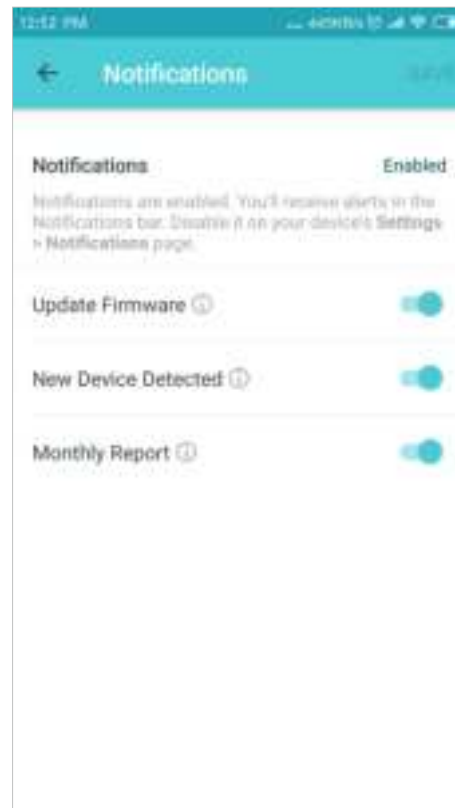 12:52 PM
Notifications
SAVE
Notifications Enabled
Notifications are enabled. You'll receive alerts in the
Notifications bar. Disable it on your device's Settings
> Notifications page.
Update Firmware
New Device Detected
Monthly Report